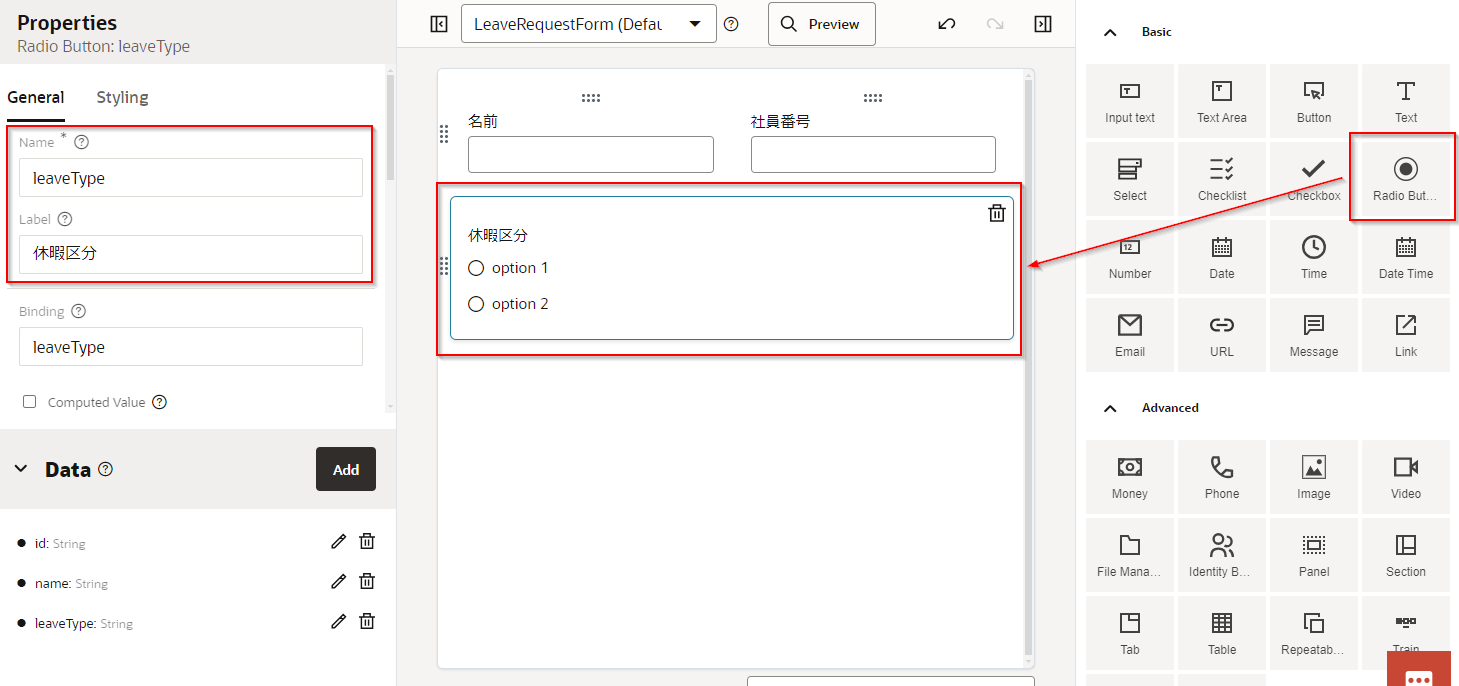 Properties
Radio Button: leaveType
General Styling
Name *
leaveType
Label
休暇区分
Binding
leaveType
Computed Value
Data
Add
id: String
name: String
leaveType: String
LeaveRequestForm (Defau
Preview
名前 社員番号
休暇区分
option 1
option 2
Basic
Input text Text Area Button Text
Select Checklist Checkbox Radio But...
Number Date Time Date Time
Email URL Message Link
Advanced
Money Phone Image Video
File Mana... Identity B... Panel Section
Tab Table Repeatab... Train